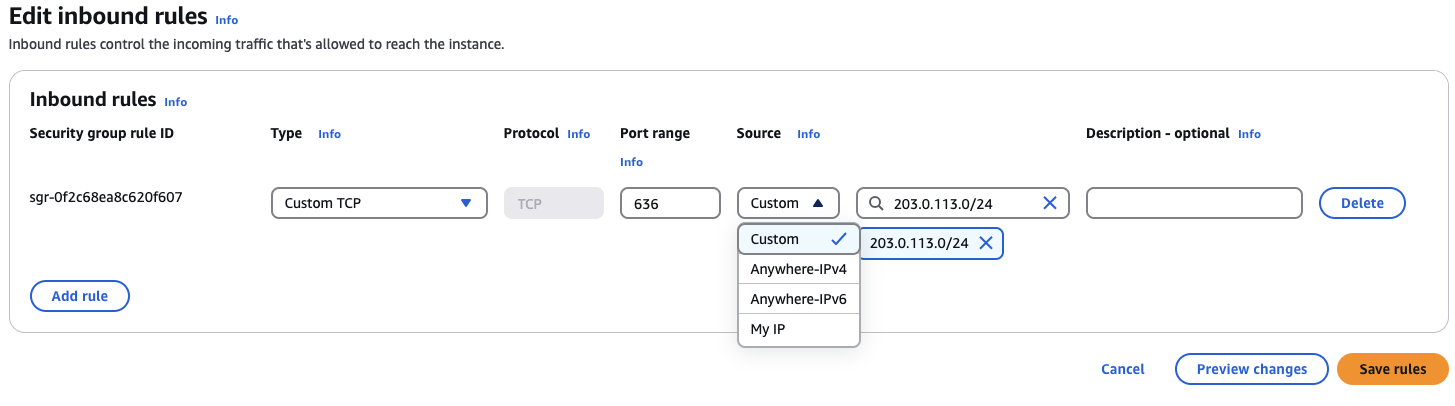 Edit inbound rules Info
Inbound rules control the incoming traffic that's allowed to reach the instance.
Inbound rules Info
Security group rule ID Type Info Protocol Info Port range Source Info Description - optional Info
Info
sgr-0f2c68ea8c620f607 Custom TCP TCP 636 Custom 203.0.113.0/24 Delete
Custom 203.0.113.0/24
Anywhere-IPv4
Anywhere-IPv6
Add rule
My IP
Cancel Preview changes Save rules